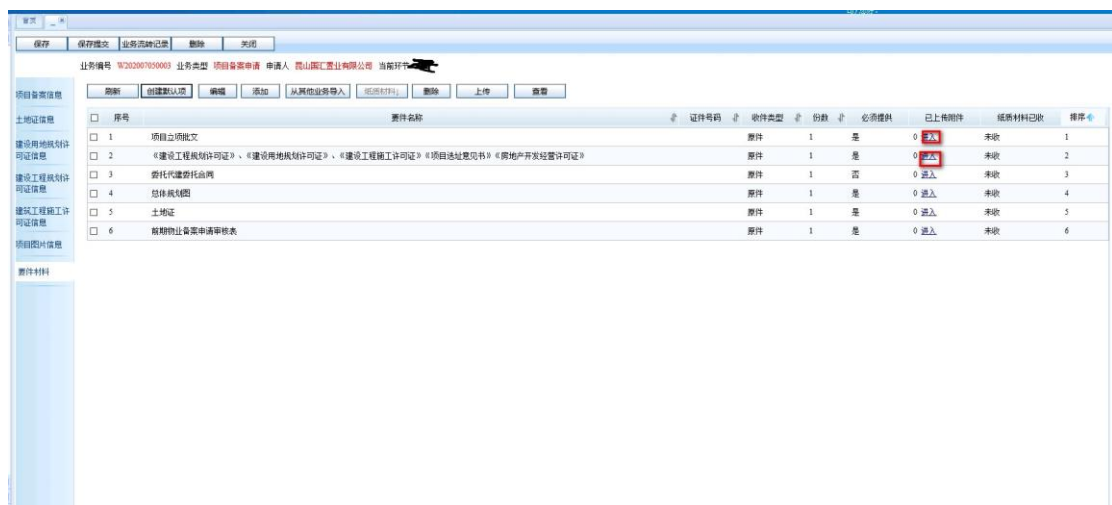 首页
保存 保存提交 业务流转记录 删除 关闭
业务编号 W202007030003 业务类型 项目备案申请 申请人 昆山国汇置业有限公司 当前环节
刷新 创建默认项 编辑 添加 从其他业务导入 纸质材料 删除 上传 查看
项目备案信息
土地证信息
建设用地规划许
可证信息
建设工程规划许
可证信息
建筑工程施工许
可证信息
项目图片信息
要件材料
序号 要件名称 证件号码 收件类型 份数 必须提供 已上传附件 纸质材料已收 排序
1 项目立项批文 原件 1 是 0 进入 未收 1
2 《建设工程规划许可证》、《建设用地规划许可证》、《建设工程施工许可证》《项目选址意见书》《房地产开发经营许可证》 原件 1 是 0 进入 未收 2
3 委托代建委托合同 原件 1 否 0 进入 未收 3
4 总体规划图 原件 1 是 0 进入 未收 4
5 土地证 原件 1 是 0 进入 未收 5
6 前期物业备案申请审核表 原件 1 是 0 进入 未收 6